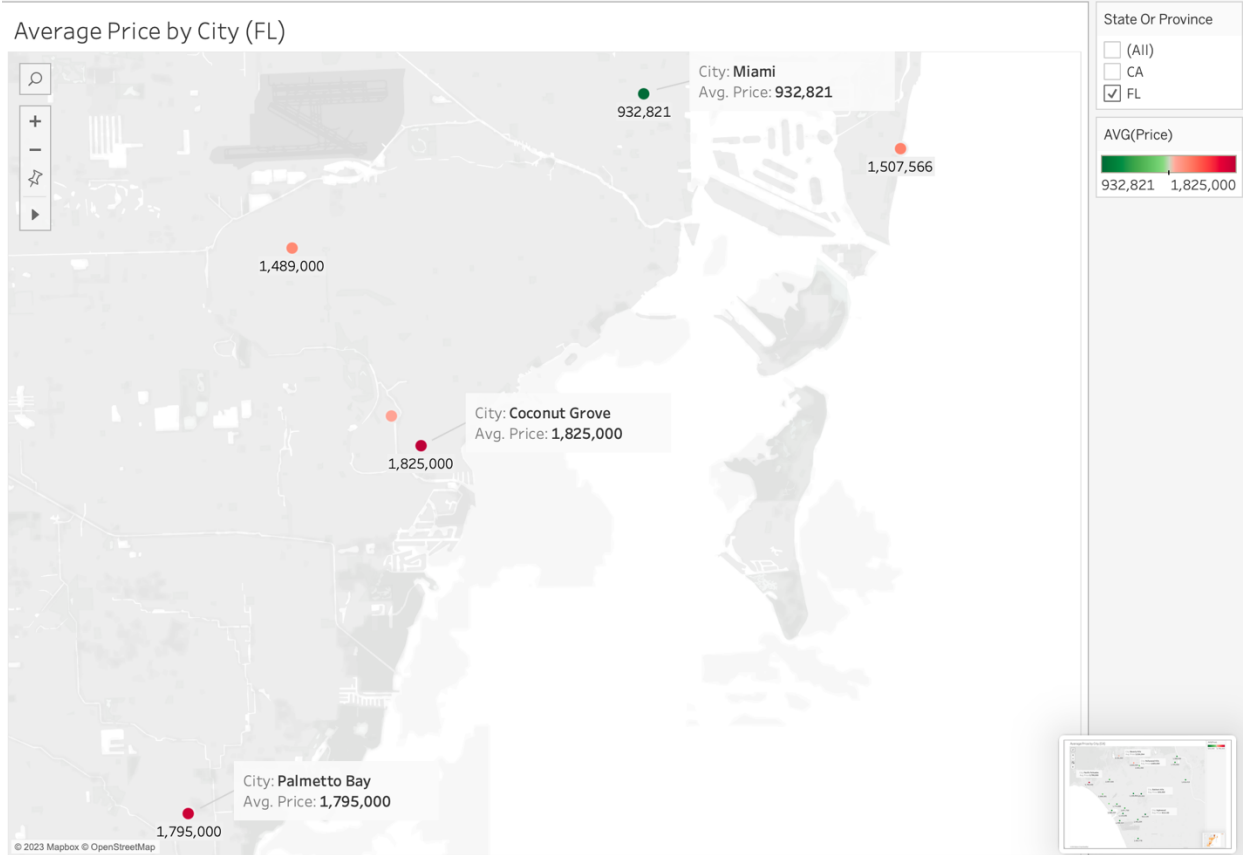 Average Price by City (FL)
City: Miami
Avg. Price: 932,821
932,821
1,507,566
1,489,000
City: Coconut Grove
Avg. Price: 1,825,000
1,825,000
City: Palmetto Bay
Avg. Price: 1,795,000
1,795,000
© 2023 Mapbox © OpenStreetMap
State Or Province
(All)
CA
FL
AVG(Price)
932,821 1,825,000